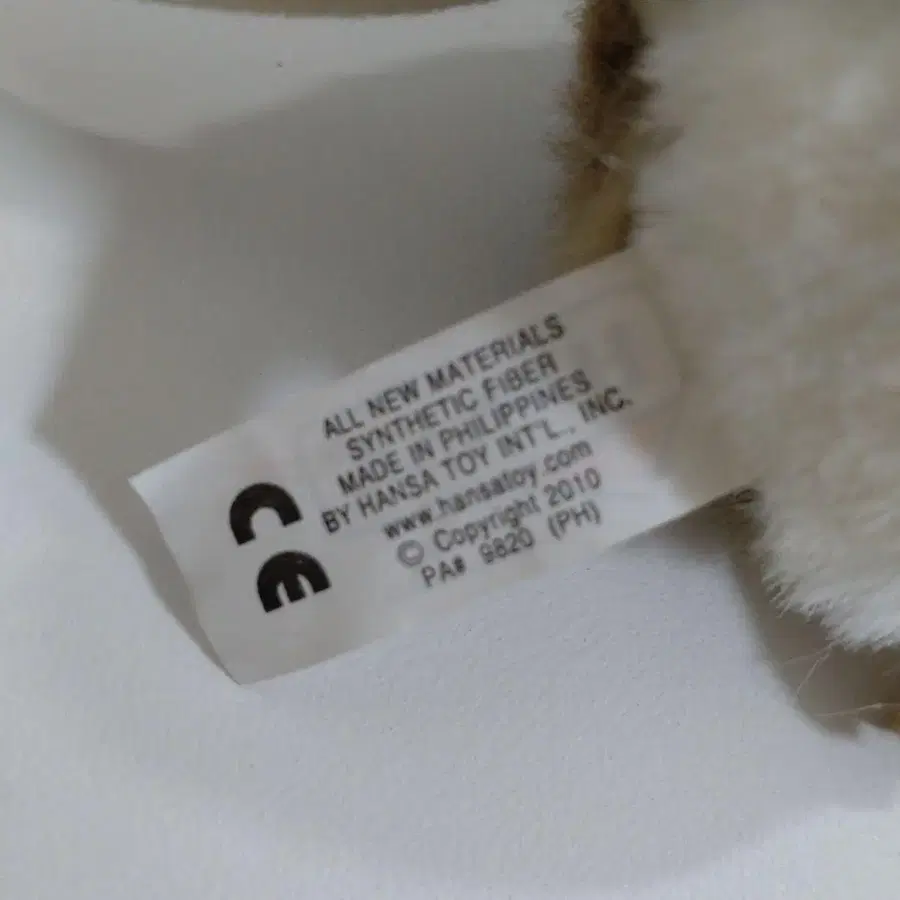 CE
ALL NEW MATERIALS
SYNTHETIC FIBER
MADE IN PHILIPPINES
BY HANSA TOY INT'L., INC.
www.hansatoy.com
© Copyright 2010
PA# 9820 (PH)